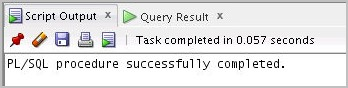 Script Output x Query Result x
Task completed in 0.057 seconds
PL/SQL procedure successfully completed.